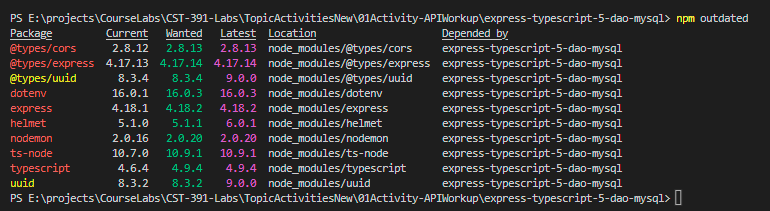 PS E:\projects\CourseLabs\CST-391-Labs\TopicActivitiesNew\01Activity-APIWorkup\express-typescript-5-dao-mysql> npm outdated
Package Current Wanted Latest Location Depended by
@types/cors 2.8.12 2.8.13 2.8.13 node_modules/@types/cors express-typescript-5-dao-mysql
@types/express 4.17.13 4.17.14 4.17.14 node_modules/@types/express express-typescript-5-dao-mysql
@types/uuid 8.3.4 8.3.4 9.0.0 node_modules/@types/uuid express-typescript-5-dao-mysql
dotenv 16.0.1 16.0.3 16.0.3 node_modules/dotenv express-typescript-5-dao-mysql
express 4.18.1 4.18.2 4.18.2 node_modules/express express-typescript-5-dao-mysql
helmet 5.1.0 5.1.1 6.0.1 node_modules/helmet express-typescript-5-dao-mysql
nodemon 2.0.16 2.0.20 2.0.20 node_modules/nodemon express-typescript-5-dao-mysql
ts-node 10.7.0 10.9.1 10.9.1 node_modules/ts-node express-typescript-5-dao-mysql
typescript 4.6.4 4.9.4 4.9.4 node_modules/typescript express-typescript-5-dao-mysql
uuid 8.3.2 8.3.2 9.0.0 node_modules/uuid express-typescript-5-dao-mysql
PS E:\projects\CourseLabs\CST-391-Labs\TopicActivitiesNew\01Activity-APIWorkup\express-typescript-5-dao-mysql>